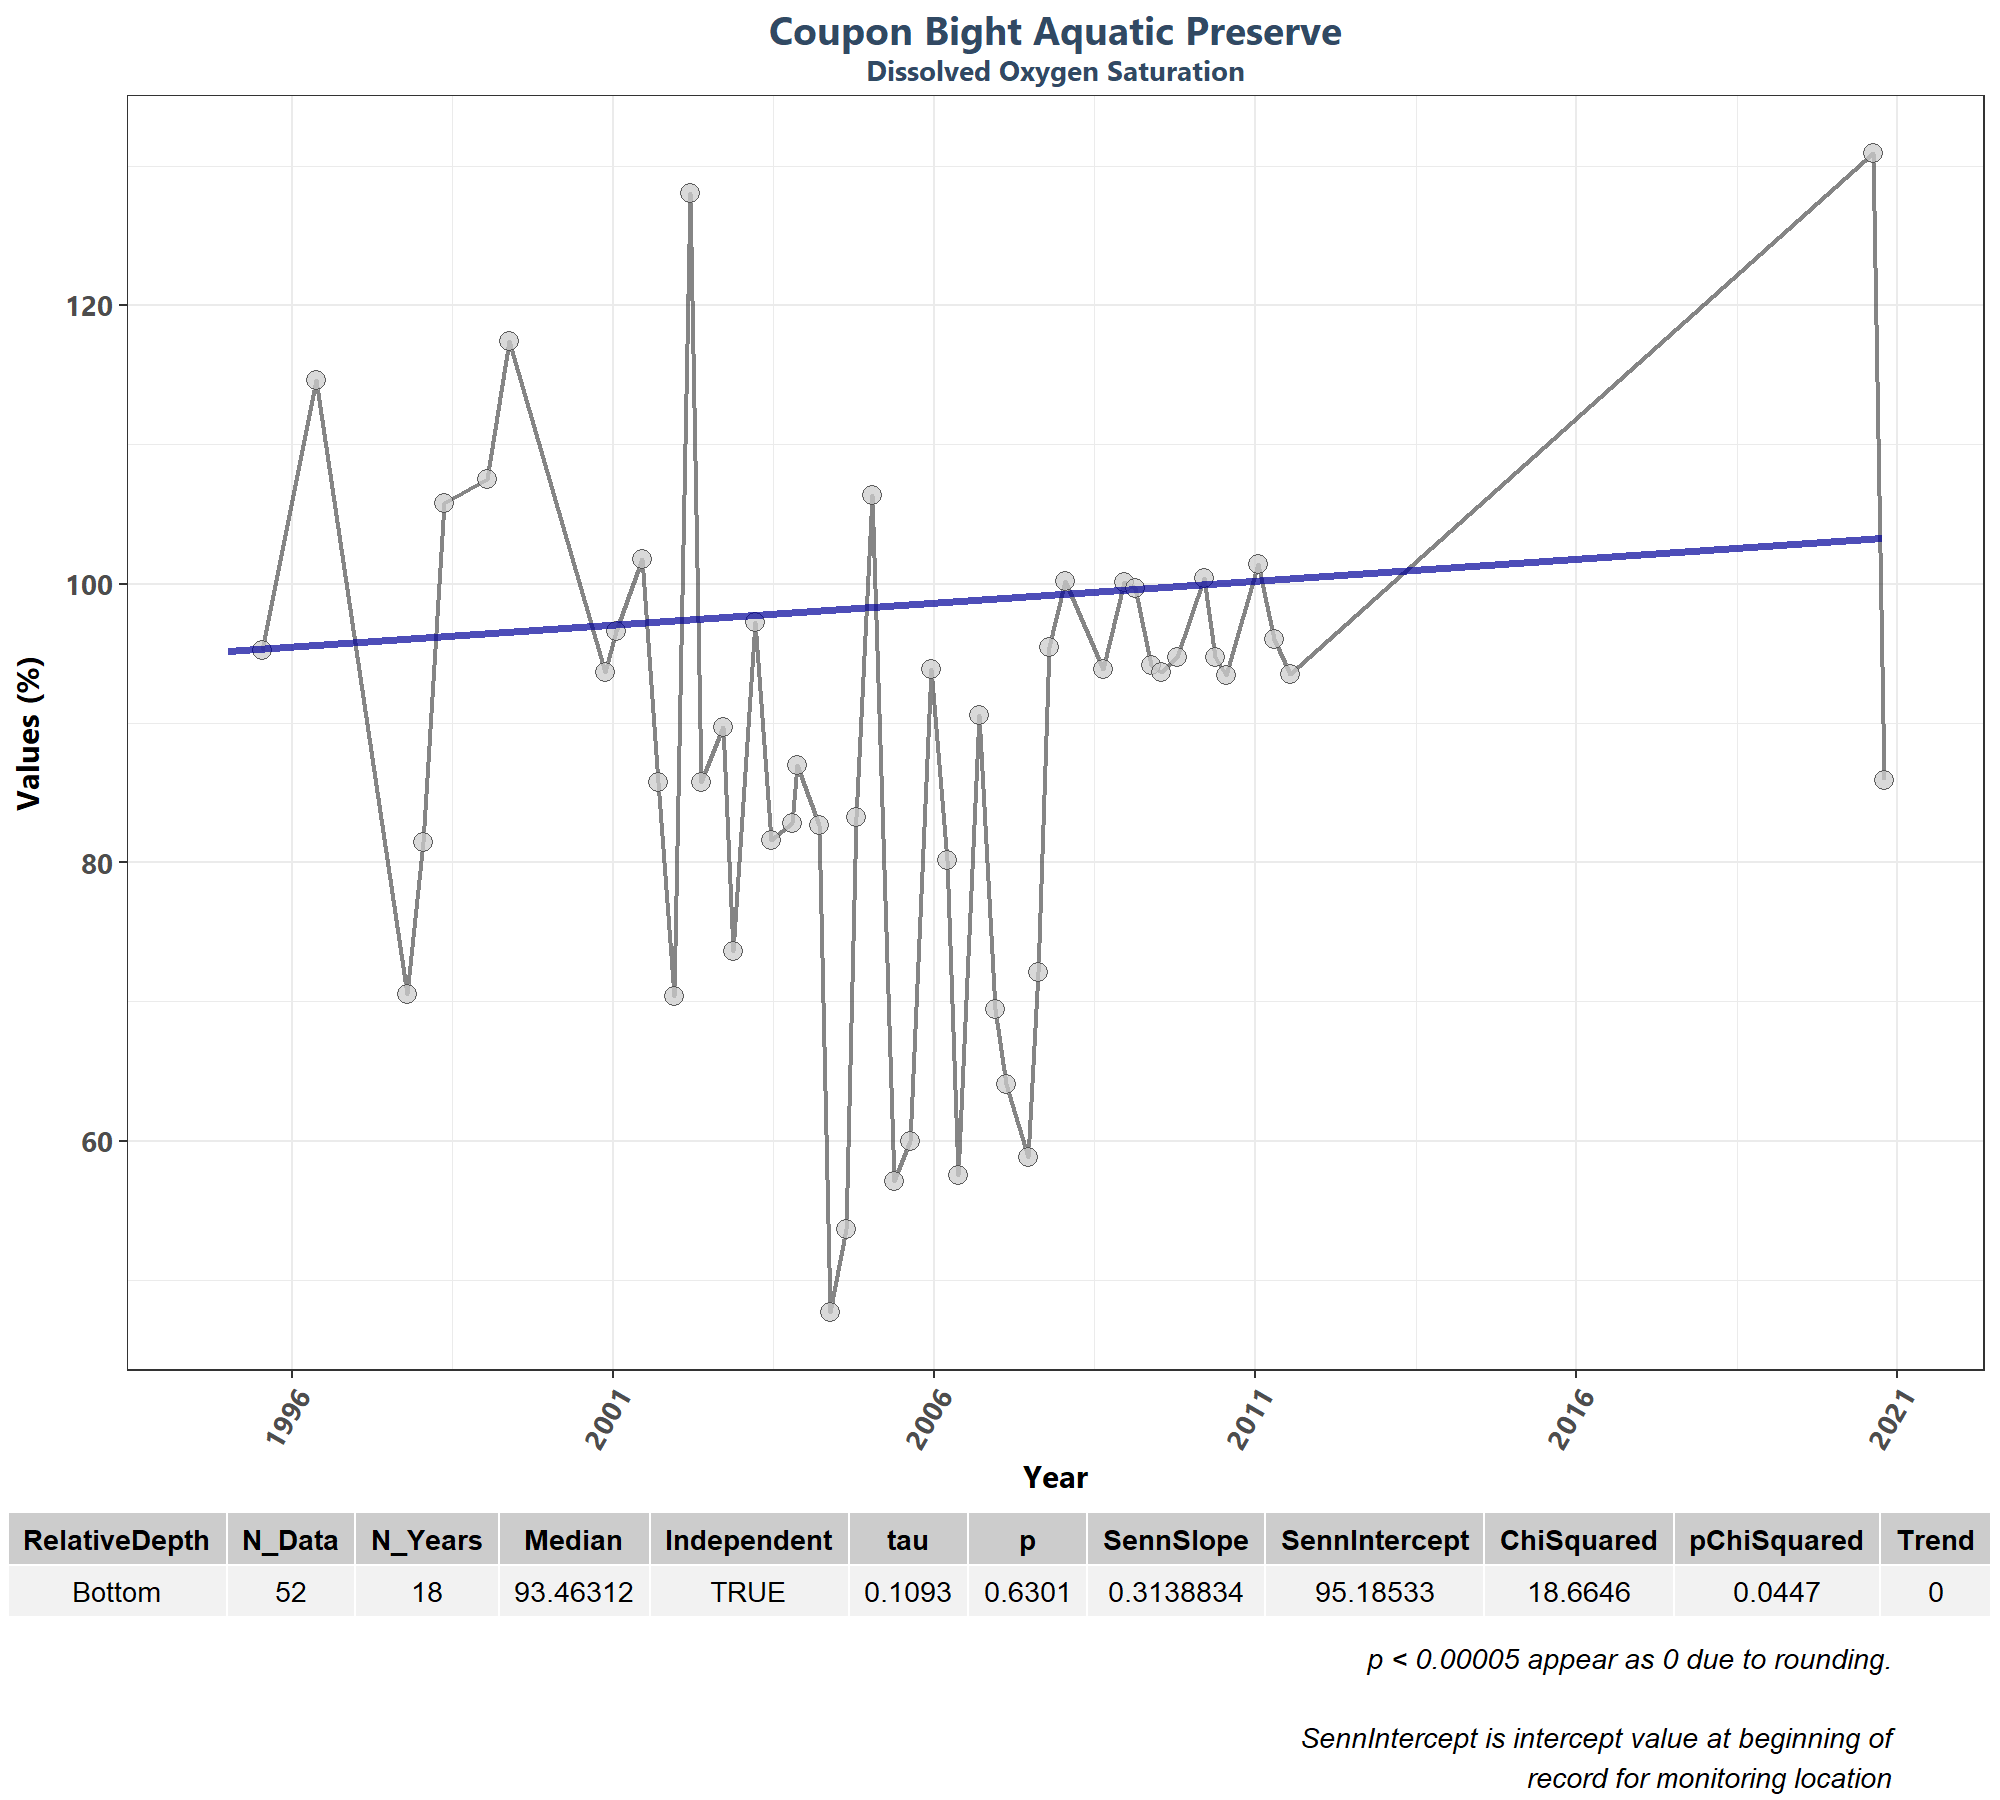 Coupon Bight Aquatic Preserve
Dissolved Oxygen Saturation
Values (%)
120
100
80
60
1996
2001
2006
2011
2016
2021
Year
RelativeDepth N_Data N_Years Median Independent tau p SennSlope SennIntercept ChiSquared pChiSquared Trend
Bottom 52 18 93.46312 TRUE 0.1093 0.6301 0.3138834 95.18533 18.6646 0.0447 0
p < 0.00005 appear as 0 due to rounding.
SennIntercept is intercept value at beginning of
record for monitoring location